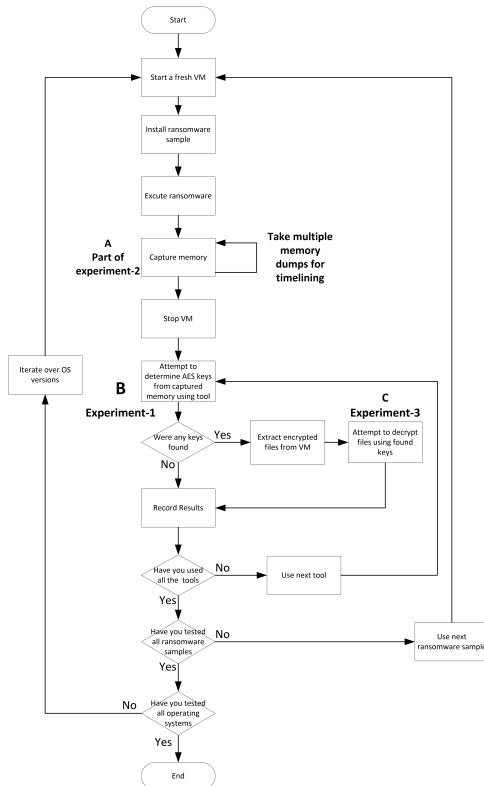 Start
Start a fresh VM
Install ransomware
sample
Excute ransomware
A
Part of
experiment-2
Capture memory
Take multiple
memory
dumps for
timelining
Stop VM
Iterate over OS
versions
B
Experiment-1
Attempt to
determine AES keys
from captured
memory using tool
C
Experiment-3
Were any keys
found
Yes
No
Extract encrypted
files from VM
Attempt to decrypt
files using found
keys
Record Results
Have you used
all the tools
No
Yes
Use next tool
Have you tested
all ransomware
samples
No
Yes
Use next
ransomware sample
Have you tested
all operating
systems
No
Yes
End